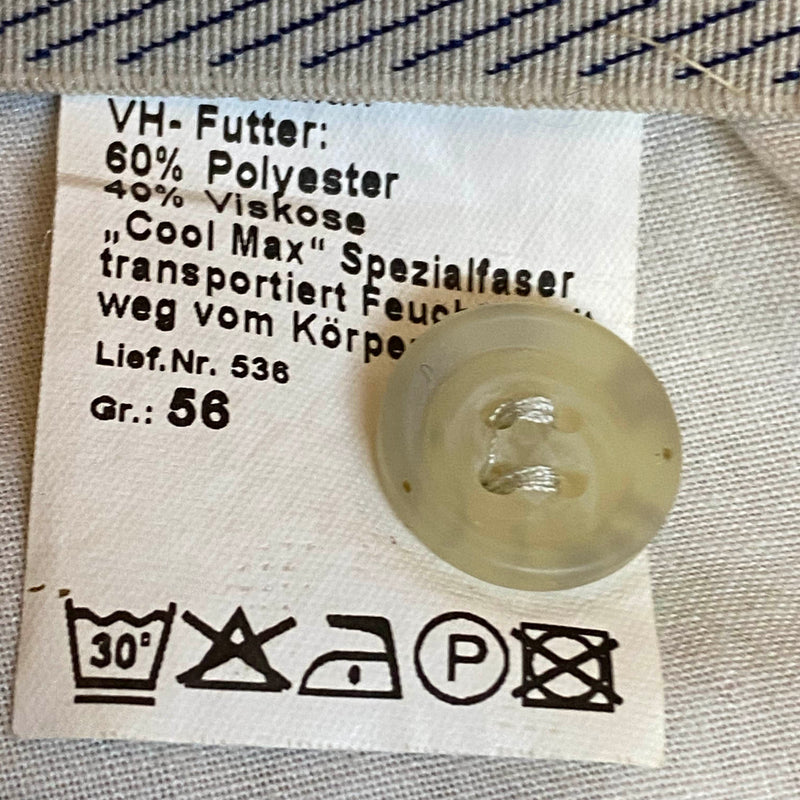 VH- Futter:
60% Polyester
40% Viskose
„Cool Max“ Spezialfaser
transportiert
weg vom
Lief.Nr. 536
Gr.: 56
30°
P